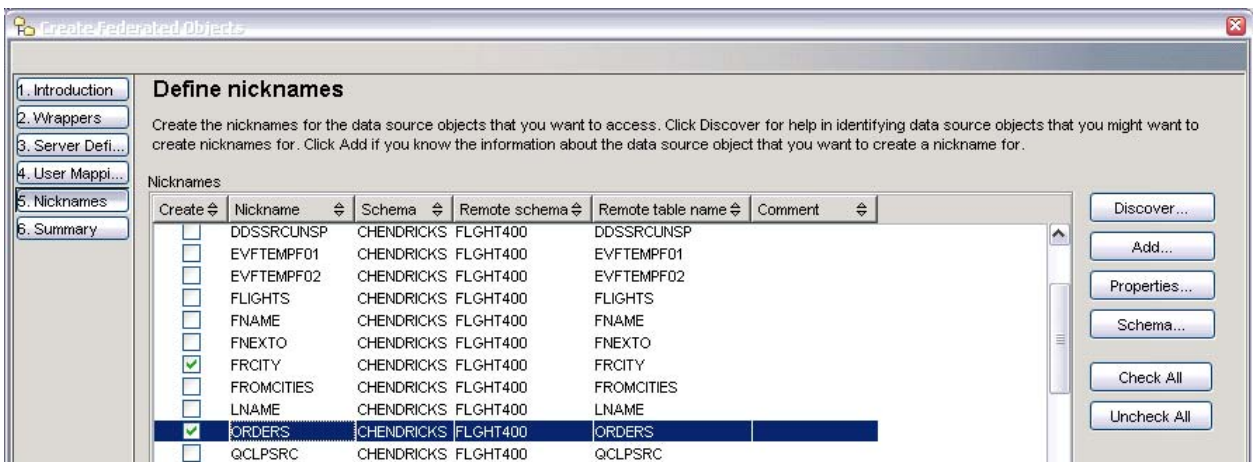 Create Federated Objects
1. Introduction
2. Wrappers
3. Server Defi...
4. User Mappi...
5. Nicknames
6. Summary
Define nicknames
Create the nicknames for the data source objects that you want to access. Click Discover for help in identifying data source objects that you might want to
create nicknames for. Click Add if you know the information about the data source object that you want to create a nickname for.
Nicknames
Create Nickname Schema Remote schema Remote table name Comment
DDSSRCUNSP CHENDRICKS FLGHT400 DDSSRCUNSP
EVFTEMPF01 CHENDRICKS FLGHT400 EVFTEMPF01
EVFTEMPF02 CHENDRICKS FLGHT400 EVFTEMPF02
FLIGHTS CHENDRICKS FLGHT400 FLIGHTS
FNAME CHENDRICKS FLGHT400 FNAME
FNEXTO CHENDRICKS FLGHT400 FNEXTO
FRCITY CHENDRICKS FLGHT400 FRCITY
FROMCITIES CHENDRICKS FLGHT400 FROMCITIES
LNAME CHENDRICKS FLGHT400 LNAME
ORDERS CHENDRICKS FLGHT400 ORDERS
QCLPSRC CHENDRICKS FLGHT400 QCLPSRC
Discover...
Add...
Properties...
Schema...
Check All
Uncheck All